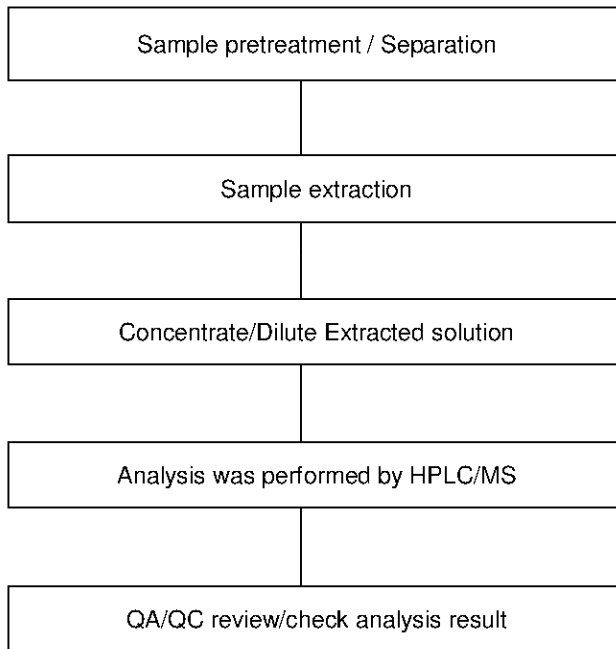 Sample pretreatment / Separation
Sample extraction
Concentrate/Dilute Extracted solution
Analysis was performed by HPLC/MS
QA/QC review/check analysis result